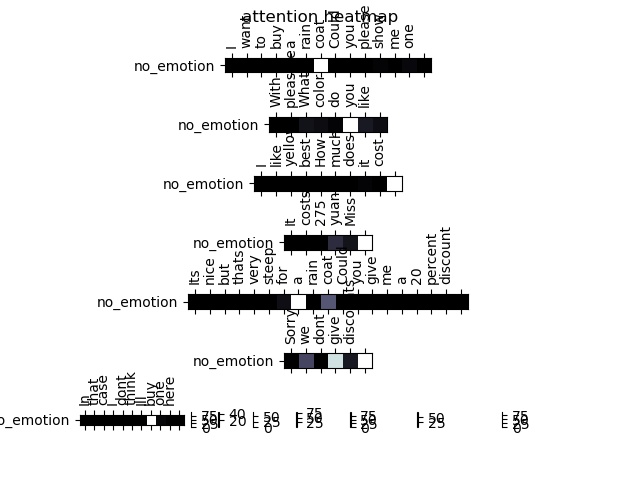 attention heatmap
I want to buy a rain coat Could you please show me one
no_emotion
With pleasure What color do you like
no_emotion
I like yellow best How much does it cost
no_emotion
It costs 275 yuan Miss
no_emotion
Its nice but thats very steep for a rain coat Could you give me a 20 percent discount
no_emotion
Sorry we dont give discounts
no_emotion
In that case I dont think Ill buy one here
no_emotion
75 50 25 0
40 20
50 25 0
75 50 25
75 50 25 0
50 25
75 50 25 0